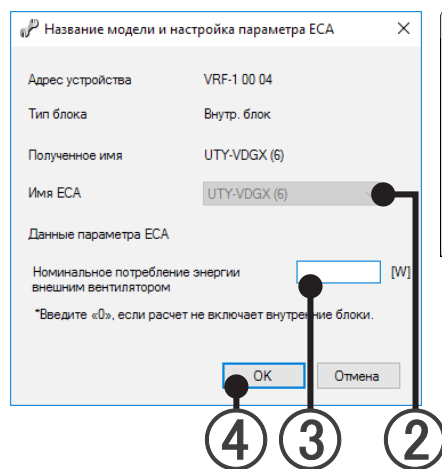 Название модели и настройка параметра ECA
Адрес устройства VRF-1 00 04
Тип блока Внутр. блок
Полученное имя UTY-VDGX (6)
Имя ECA UTY-VDGX (6)
Данные параметра ECA
Номинальное потребление энергии [W]
внешним вентилятором
*Введите «0», если расчет не включает внутренние блоки.
OK Отмена
4 3 2